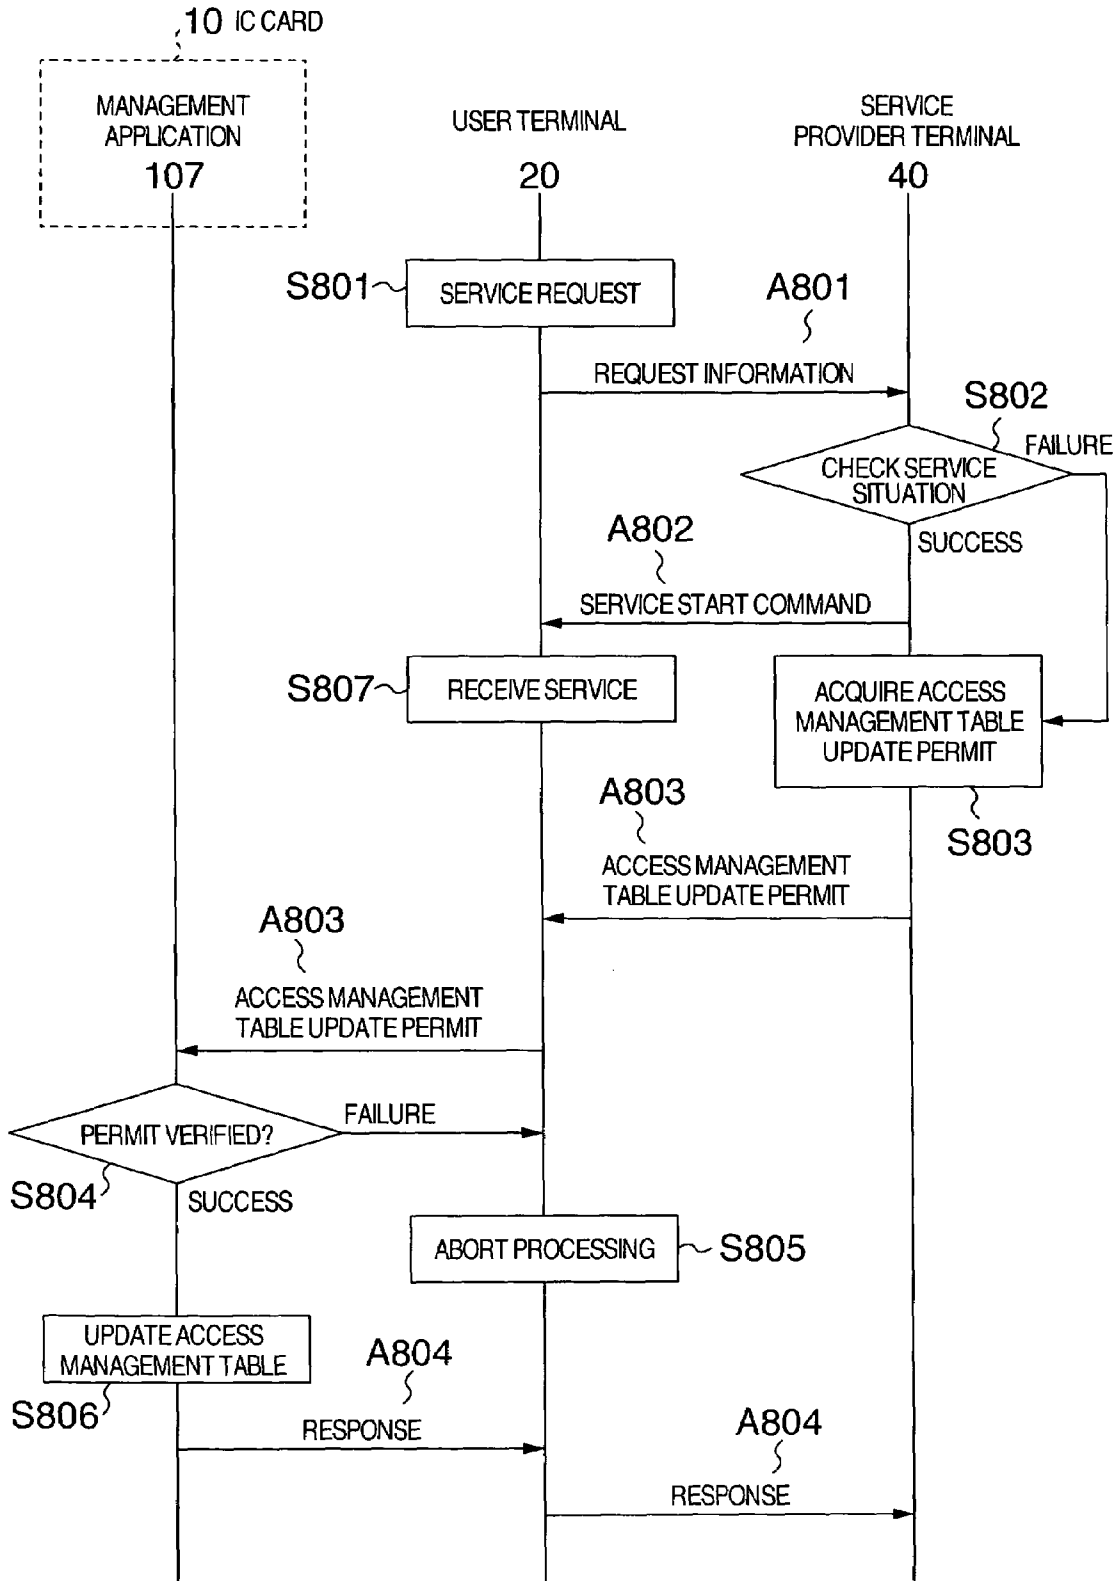 10 IC CARD
MANAGEMENT
APPLICATION
107
USER TERMINAL
20
SERVICE
PROVIDER TERMINAL
40
S801
SERVICE REQUEST
A801
REQUEST INFORMATION
S802
FAILURE
CHECK SERVICE
SITUATION
SUCCESS
A802
SERVICE START COMMAND
S807
RECEIVE SERVICE
ACQUIRE ACCESS
MANAGEMENT TABLE
UPDATE PERMIT
S803
A803
ACCESS MANAGEMENT
TABLE UPDATE PERMIT
A803
ACCESS MANAGEMENT
TABLE UPDATE PERMIT
PERMIT VERIFIED?
FAILURE
S804
SUCCESS
ABORT PROCESSING
S805
UPDATE ACCESS
MANAGEMENT TABLE
S806
A804
RESPONSE
A804
RESPONSE